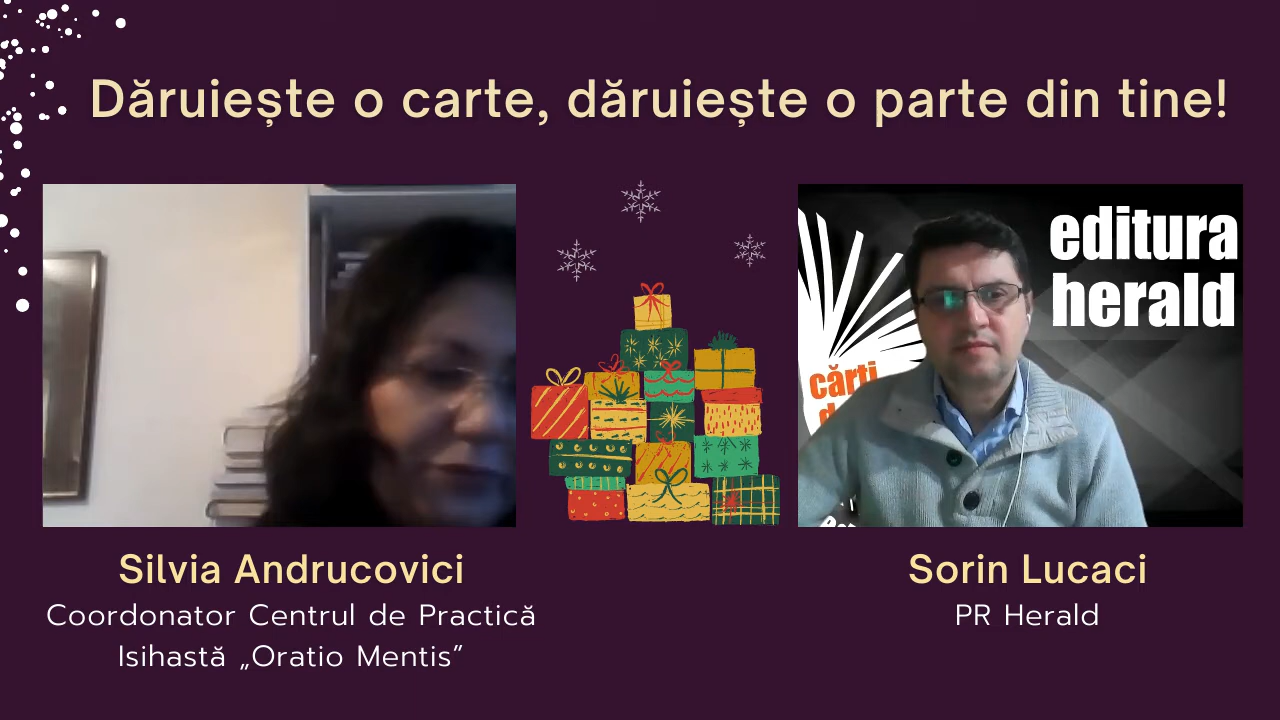 Dăruiește o carte, dăruiește o parte din tine!
editura
herald
cărți
Silvia Andrucovici
Coordonator Centrul de Practică
Isihastă „Oratio Mentis”
Sorin Lucaci
PR Herald